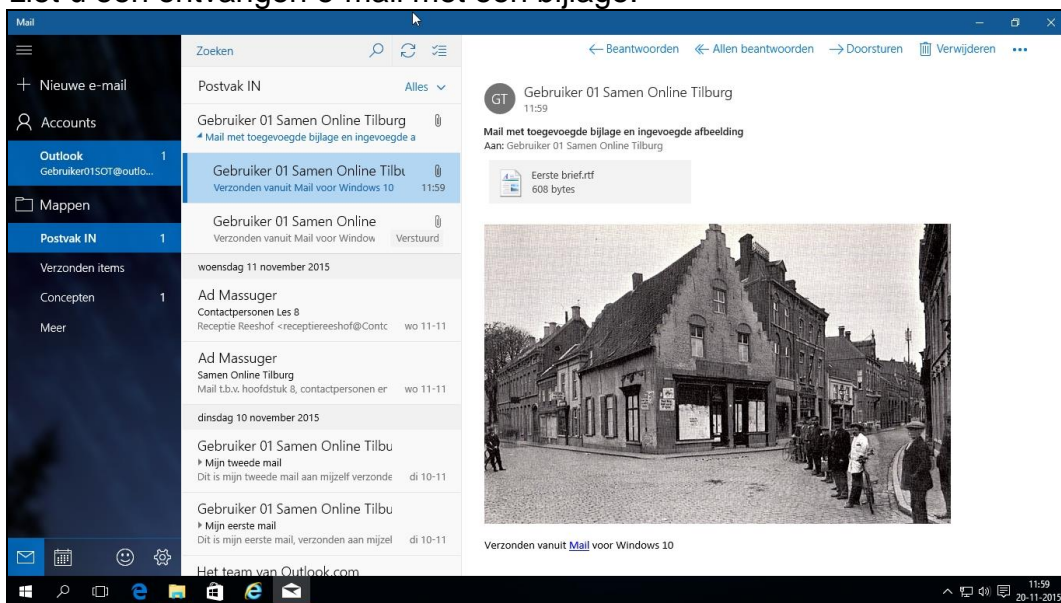 Ziet u een ontvangen e-mail met een bijlage.
Mail
Zoeken
Beantwoorden Allen beantwoorden Doorsturen Verwijderen
Nieuwe e-mail
Accounts
Outlook 1
Gebruiker01SOT@outlo...
Mappen
Postvak IN 1
Verzonden items
Concepten 1
Meer
Postvak IN Alles
Gebruiker 01 Samen Online Tilburg
Mail met toegevoegde bijlage en ingevoegde a
Gebruiker 01 Samen Online Tilbu
Verzonden vanuit Mail voor Windows 10 11:59
Gebruiker 01 Samen Online
Verzonden vanuit Mail voor Window Verstuurd
woensdag 11 november 2015
Ad Massuger
Contactpersonen Les 8
Receptie Reeshof <receptiereeshof@Contc wo 11-11
Ad Massuger
Samen Online Tilburg
Mail t.b.v. hoofdstuk 8, contactpersonen er wo 11-11
dinsdag 10 november 2015
Gebruiker 01 Samen Online Tilbu
Mijn tweede mail
Dit is mijn tweede mail aan mijzelf verzonde di 10-11
Gebruiker 01 Samen Online Tilbu
Mijn eerste mail
Dit is mijn eerste mail, verzonden aan mijzel di 10-11
Het team van Outlook.com
GT
Gebruiker 01 Samen Online Tilburg
11:59
Mail met toegevoegde bijlage en ingevoegde afbeelding
Aan: Gebruiker 01 Samen Online Tilburg
Eerste brief.rtf
608 bytes
Verzonden vanuit Mail voor Windows 10
11:59
20-11-2015